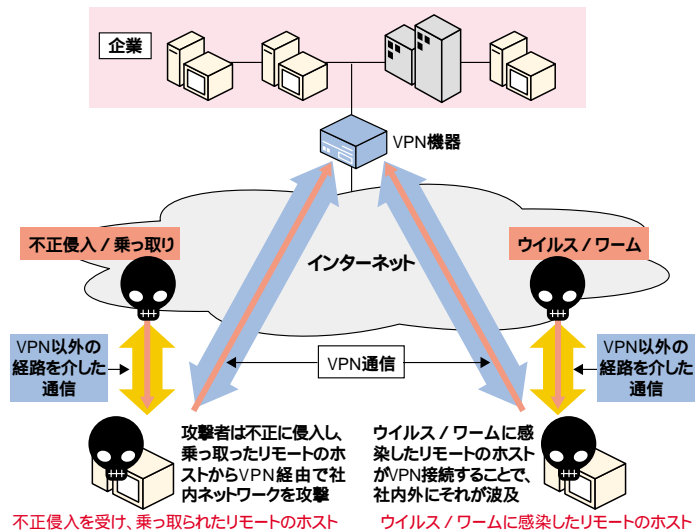 企業
VPN機器
不正侵入 / 乗っ取り
ウイルス / ワーム
インターネット
VPN以外の
経路を介した
通信
VPN通信
VPN以外の
経路を介した
通信
攻撃者は不正に侵入し、
乗っ取ったリモートのホ
ストからVPN経由で社
内ネットワークを攻撃
ウイルス / ワームに感
染したリモートのホスト
がVPN接続することで、
社内外にそれが波及
不正侵入を受け、乗っ取られたリモートのホスト
ウイルス / ワームに感染したリモートのホスト